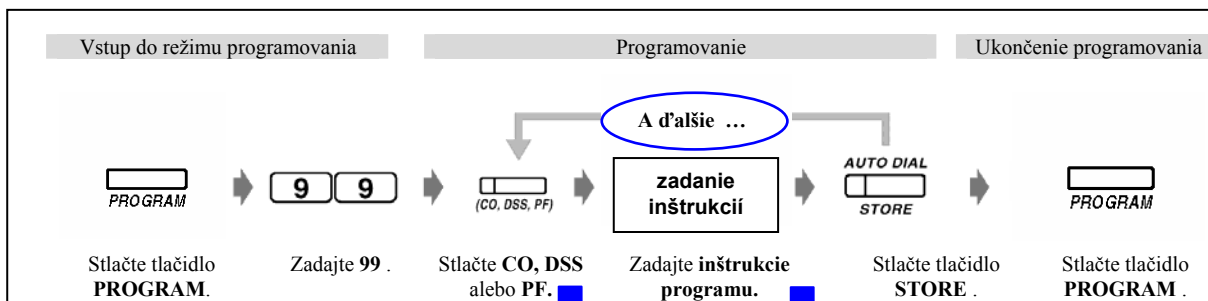 Vstup do režimu programovania
Programovanie
Ukončenie programovania
A ďalšie …
PROGRAM
9 9
(CO, DSS, PF)
zadanie
inštrukcií
AUTO DIAL
STORE
PROGRAM
Stlačte tlačidlo
PROGRAM.
Zadajte 99 .
Stlačte CO, DSS
alebo PF.
Zadajte inštrukcie
programu.
Stlačte tlačidlo
STORE .
Stlačte tlačidlo
PROGRAM .